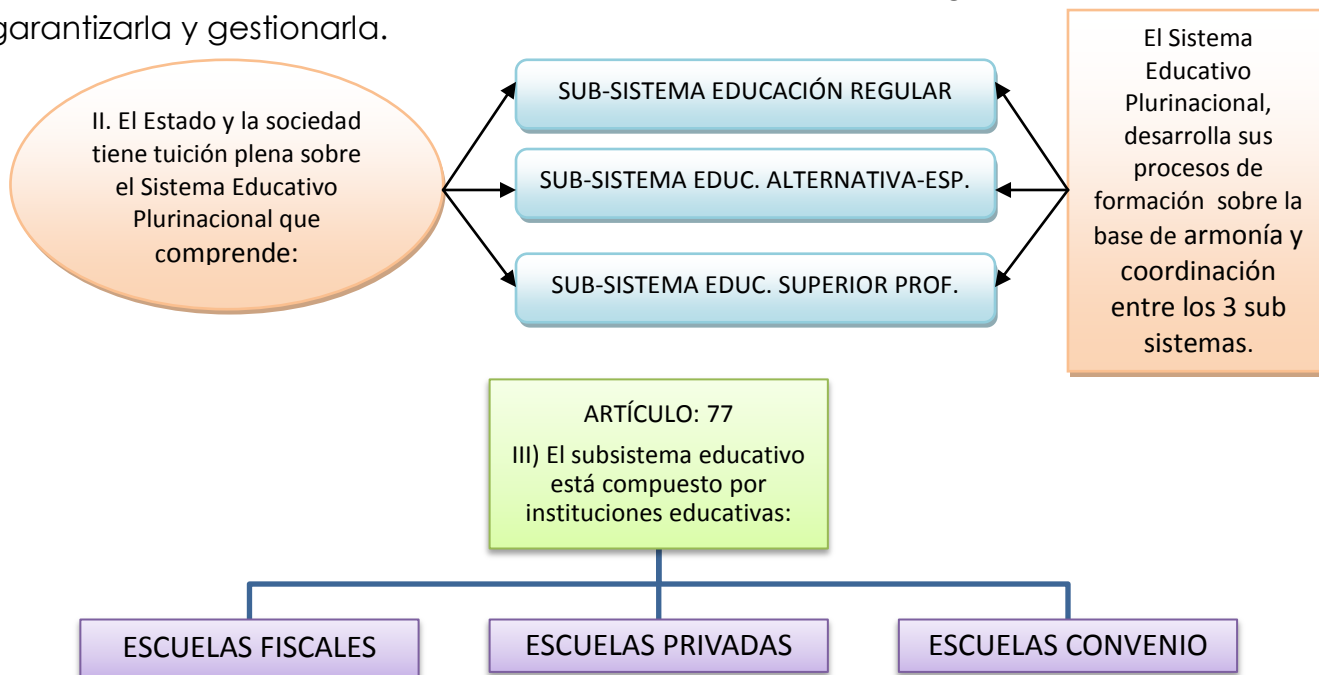 garantizarla y gestionarla.
II. El Estado y la sociedad
tiene tuición plena sobre
el Sistema Educativo
Plurinacional que
comprende:
SUB-SISTEMA EDUCACIÓN REGULAR
SUB-SISTEMA EDUC. ALTERNATIVA-ESP.
SUB-SISTEMA EDUC. SUPERIOR PROF.
El Sistema
Educativo
Plurinacional,
desarrolla sus
procesos de
formación sobre la
base de armonía y
coordinación
entre los 3 sub
sistemas.
ARTÍCULO: 77
III) El subsistema educativo
está compuesto por
instituciones educativas:
ESCUELAS FISCALES
ESCUELAS PRIVADAS
ESCUELAS CONVENIO